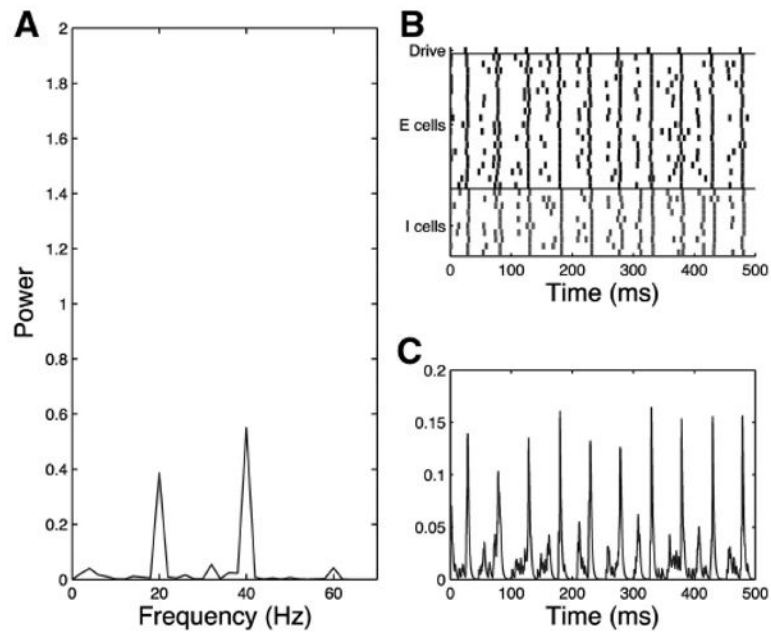 A
2
1.8
1.6
1.4
1.2
1
0.8
0.6
0.4
0.2
0
Power
0 20 40 60
Frequency (Hz)
B
Drive
E cells
I cells
0 100 200 300 400 500
Time (ms)
C
0.2
0.15
0.1
0.05
0
0 100 200 300 400 500
Time (ms)